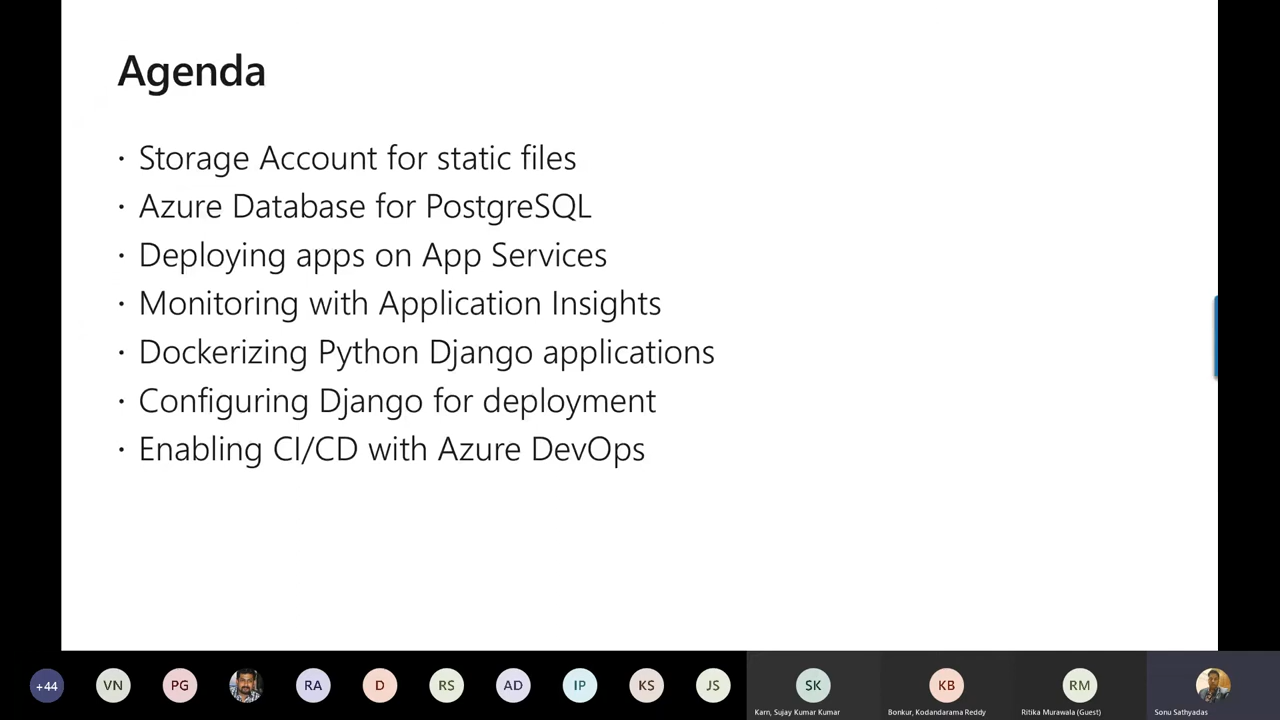 Agenda
· Storage Account for static files
· Azure Database for PostgreSQL
· Deploying apps on App Services
· Monitoring with Application Insights
· Dockerizing Python Django applications
· Configuring Django for deployment
· Enabling CI/CD with Azure DevOps
+44 VN PG RA D RS AD IP KS JS SK KB RM
Karn, Sujay Kumar Kumar Bonkur, Kodandarama Reddy Ritika Murawala (Guest) Sonu Sathyadas